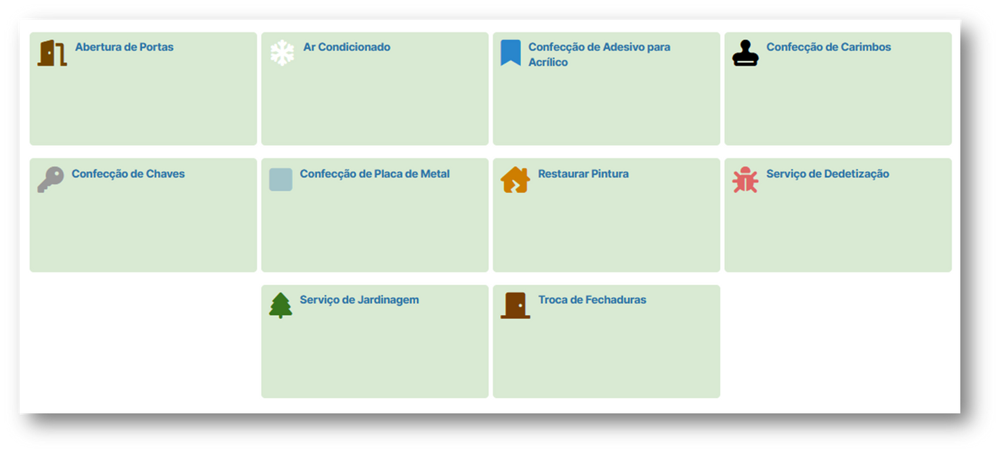 Abertura de Portas
Ar Condicionado
Confecção de Adesivo para
Acrílico
Confecção de Carimbos
Confecção de Chaves
Confecção de Placa de Metal
Restaurar Pintura
Serviço de Dedetização
Serviço de Jardinagem
Troca de Fechaduras